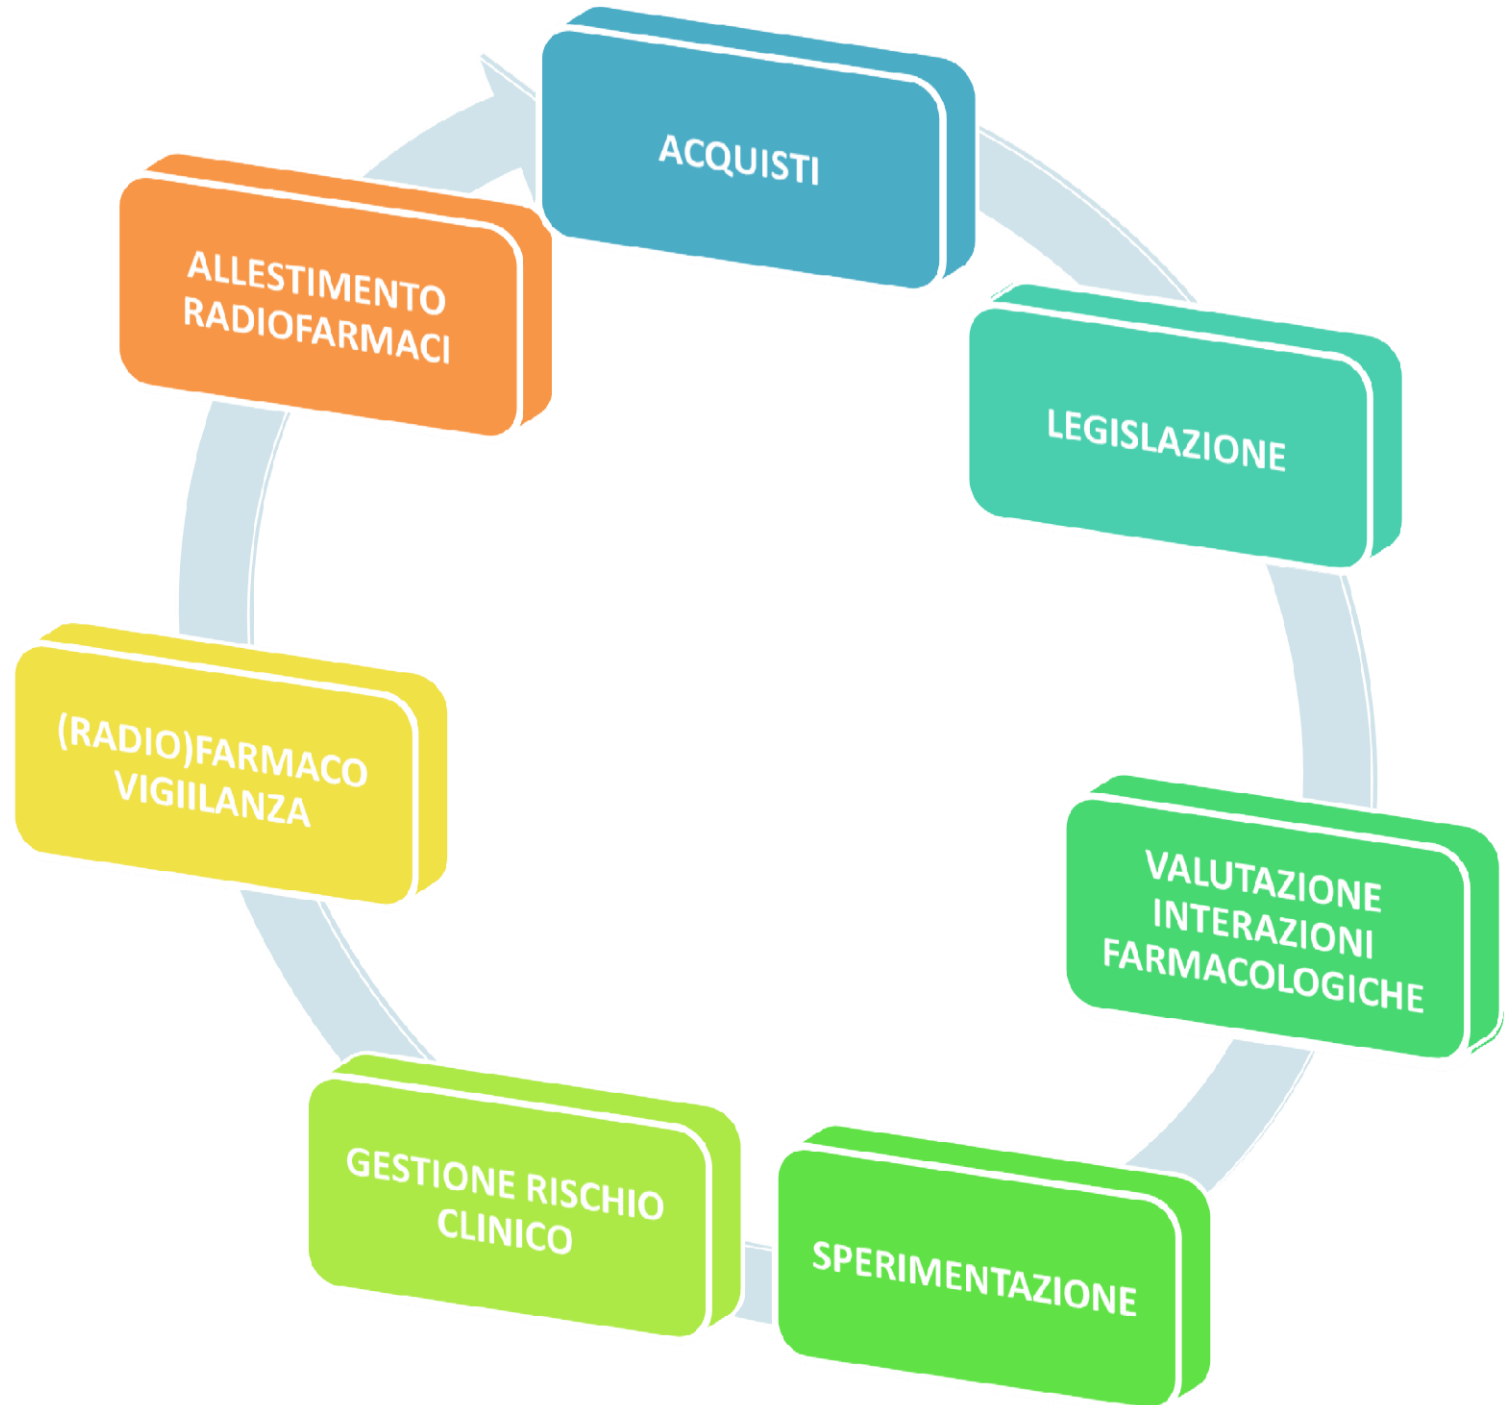 ACQUISTI
LEGISLAZIONE
VALUTAZIONE
INTERAZIONI
FARMACOLOGICHE
SPERIMENTAZIONE
GESTIONE RISCHIO
CLINICO
(RADIO)FARMACO
VIGIILANZA
ALLESTIMENTO
RADIOFARMACI